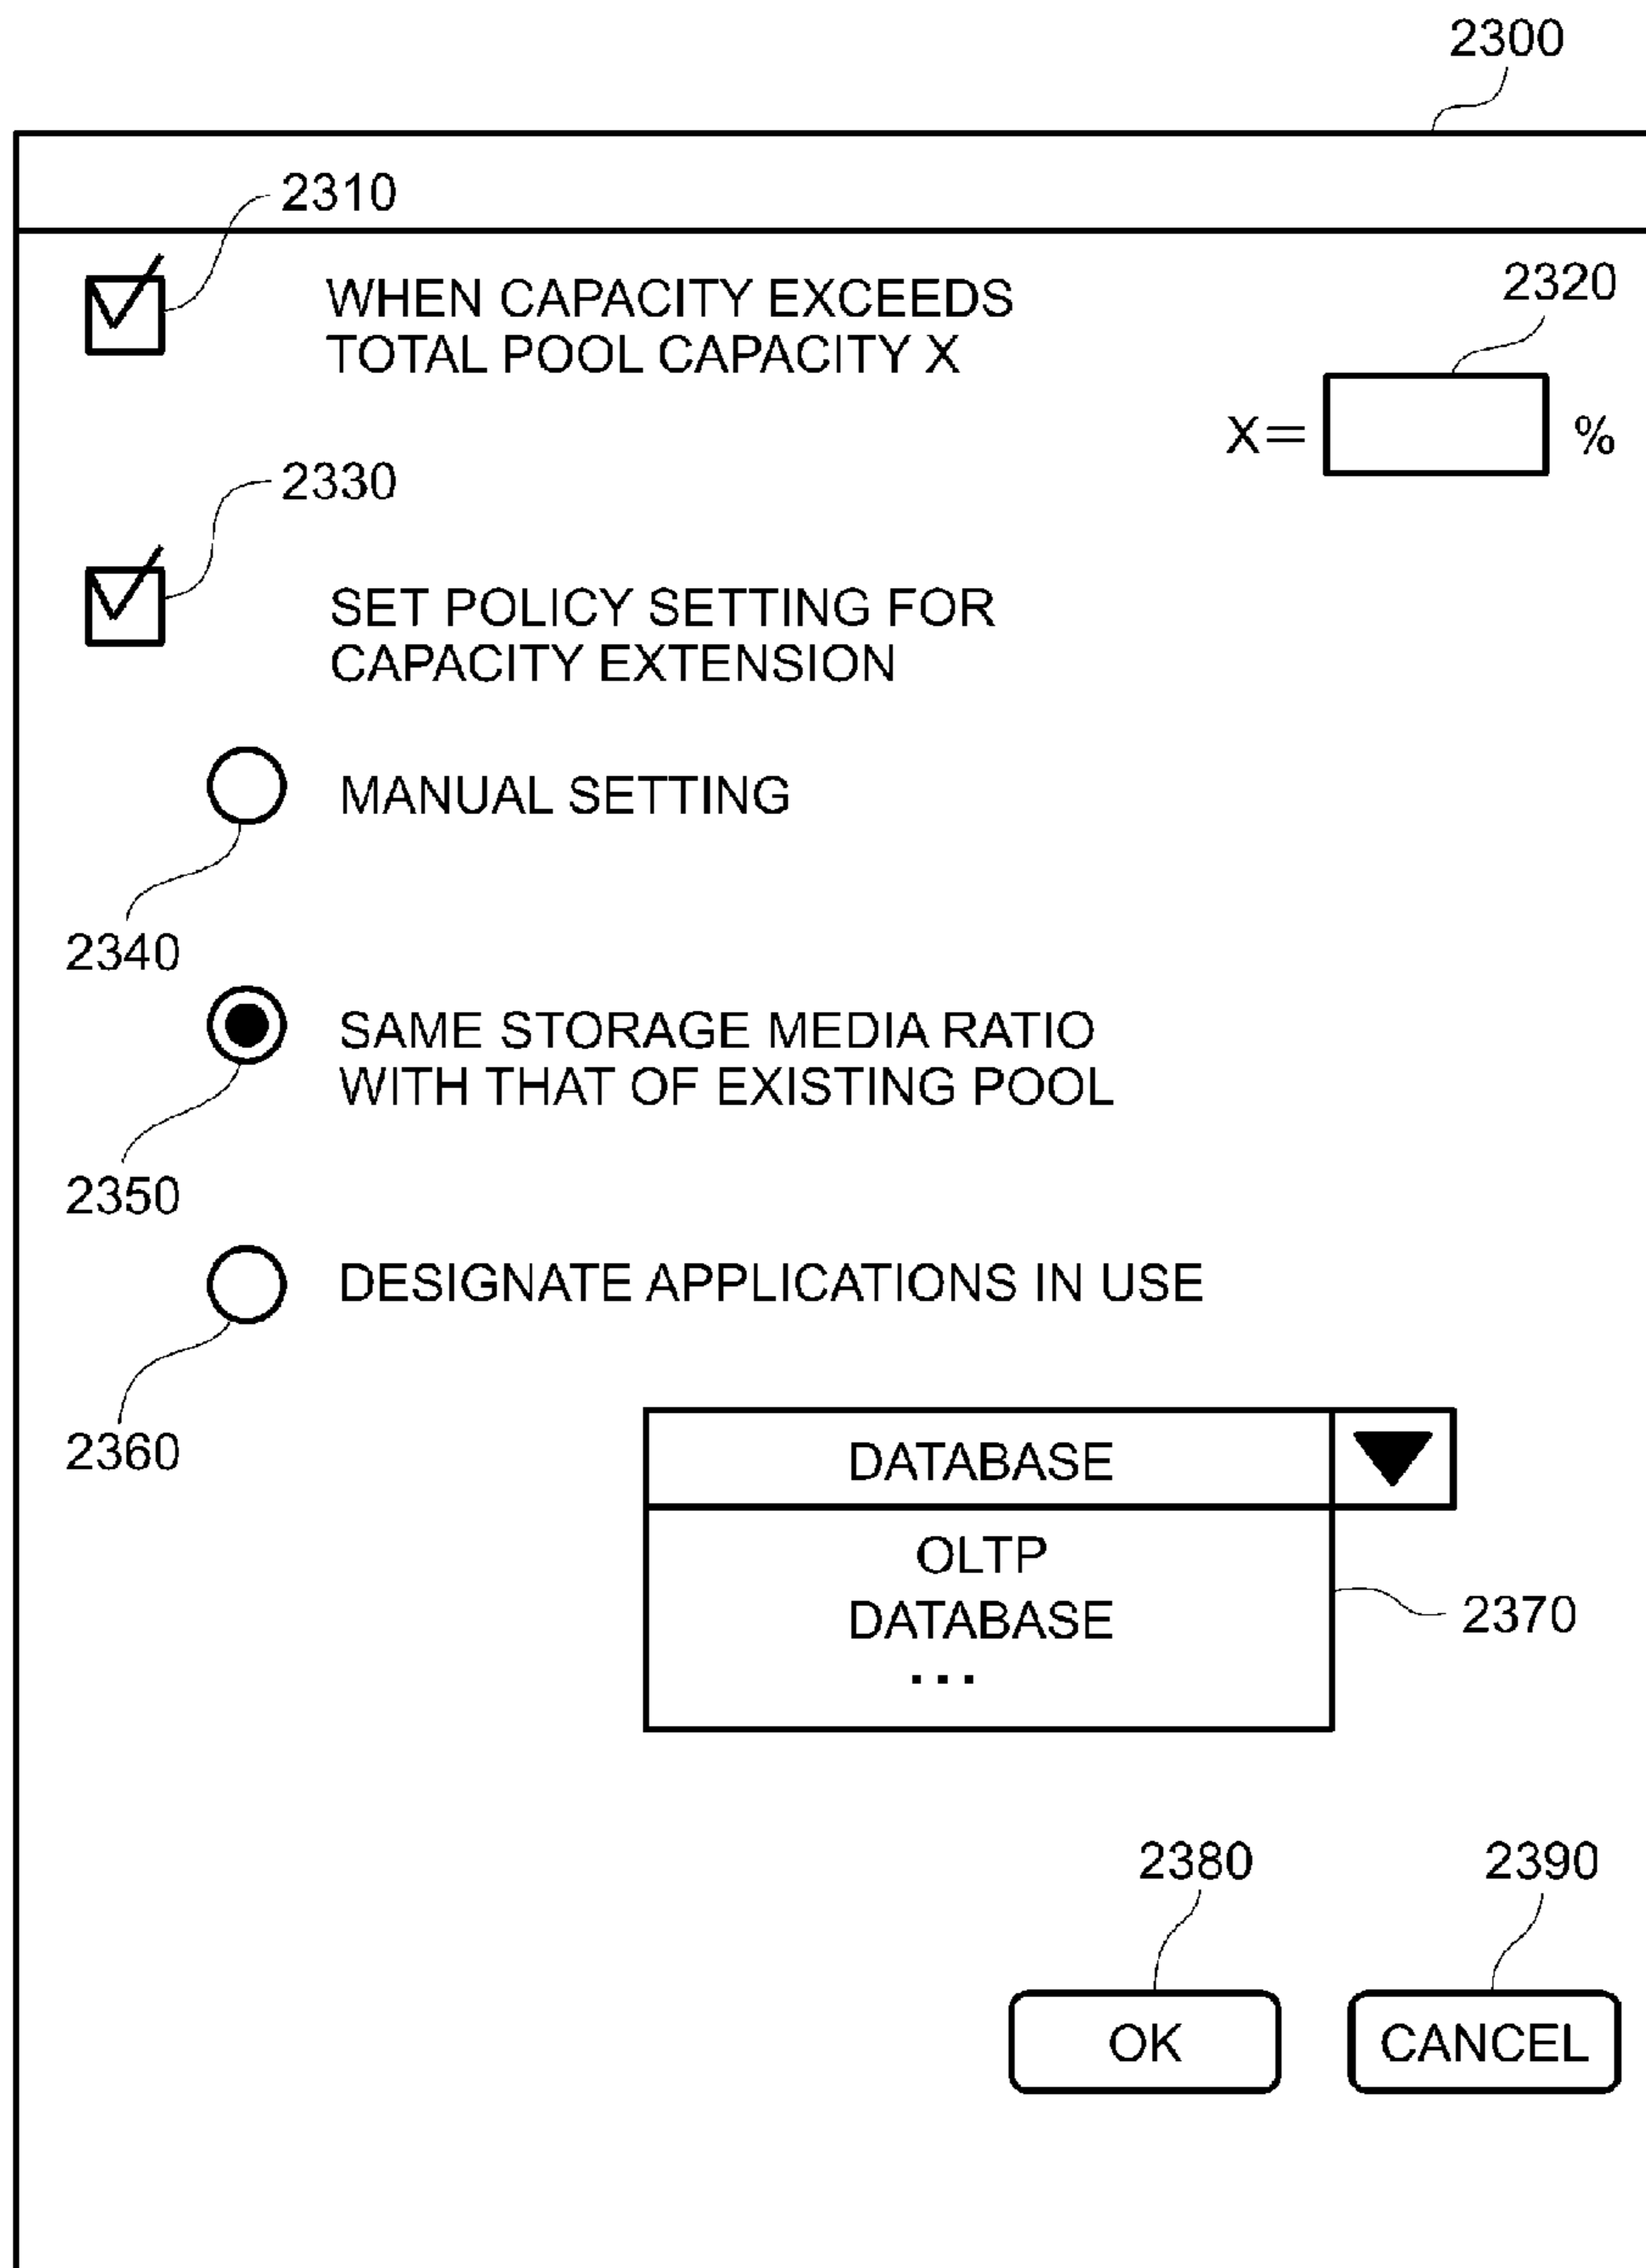 2300
2310
WHEN CAPACITY EXCEEDS
TOTAL POOL CAPACITY X
2320
X= %
2330
SET POLICY SETTING FOR
CAPACITY EXTENSION
MANUAL SETTING
2340
SAME STORAGE MEDIA RATIO
WITH THAT OF EXISTING POOL
2350
DESIGNATE APPLICATIONS IN USE
2360
DATABASE
OLTP
DATABASE
...
2370
2380
2390
OK
CANCEL